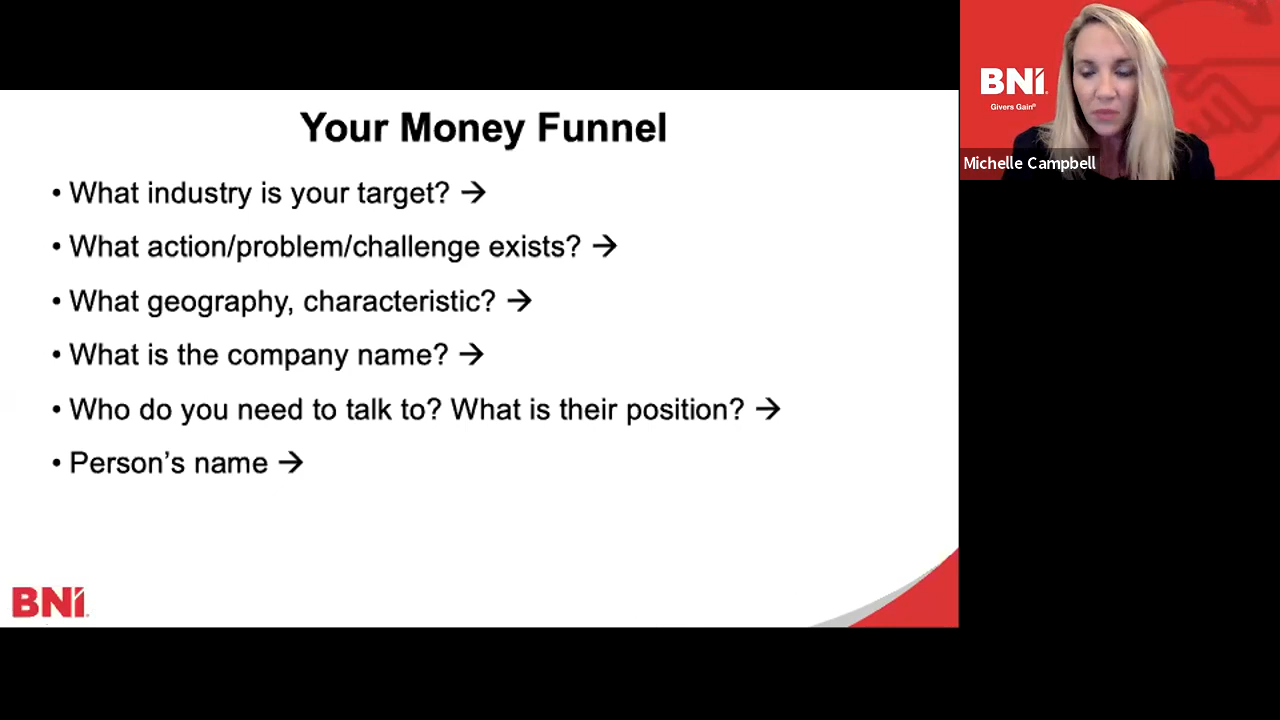 Your Money Funnel
• What industry is your target? →
• What action/problem/challenge exists? →
• What geography, characteristic? →
• What is the company name? →
• Who do you need to talk to? What is their position? →
• Person’s name →
BNI
BNI®
Givers Gain®
Michelle Campbell